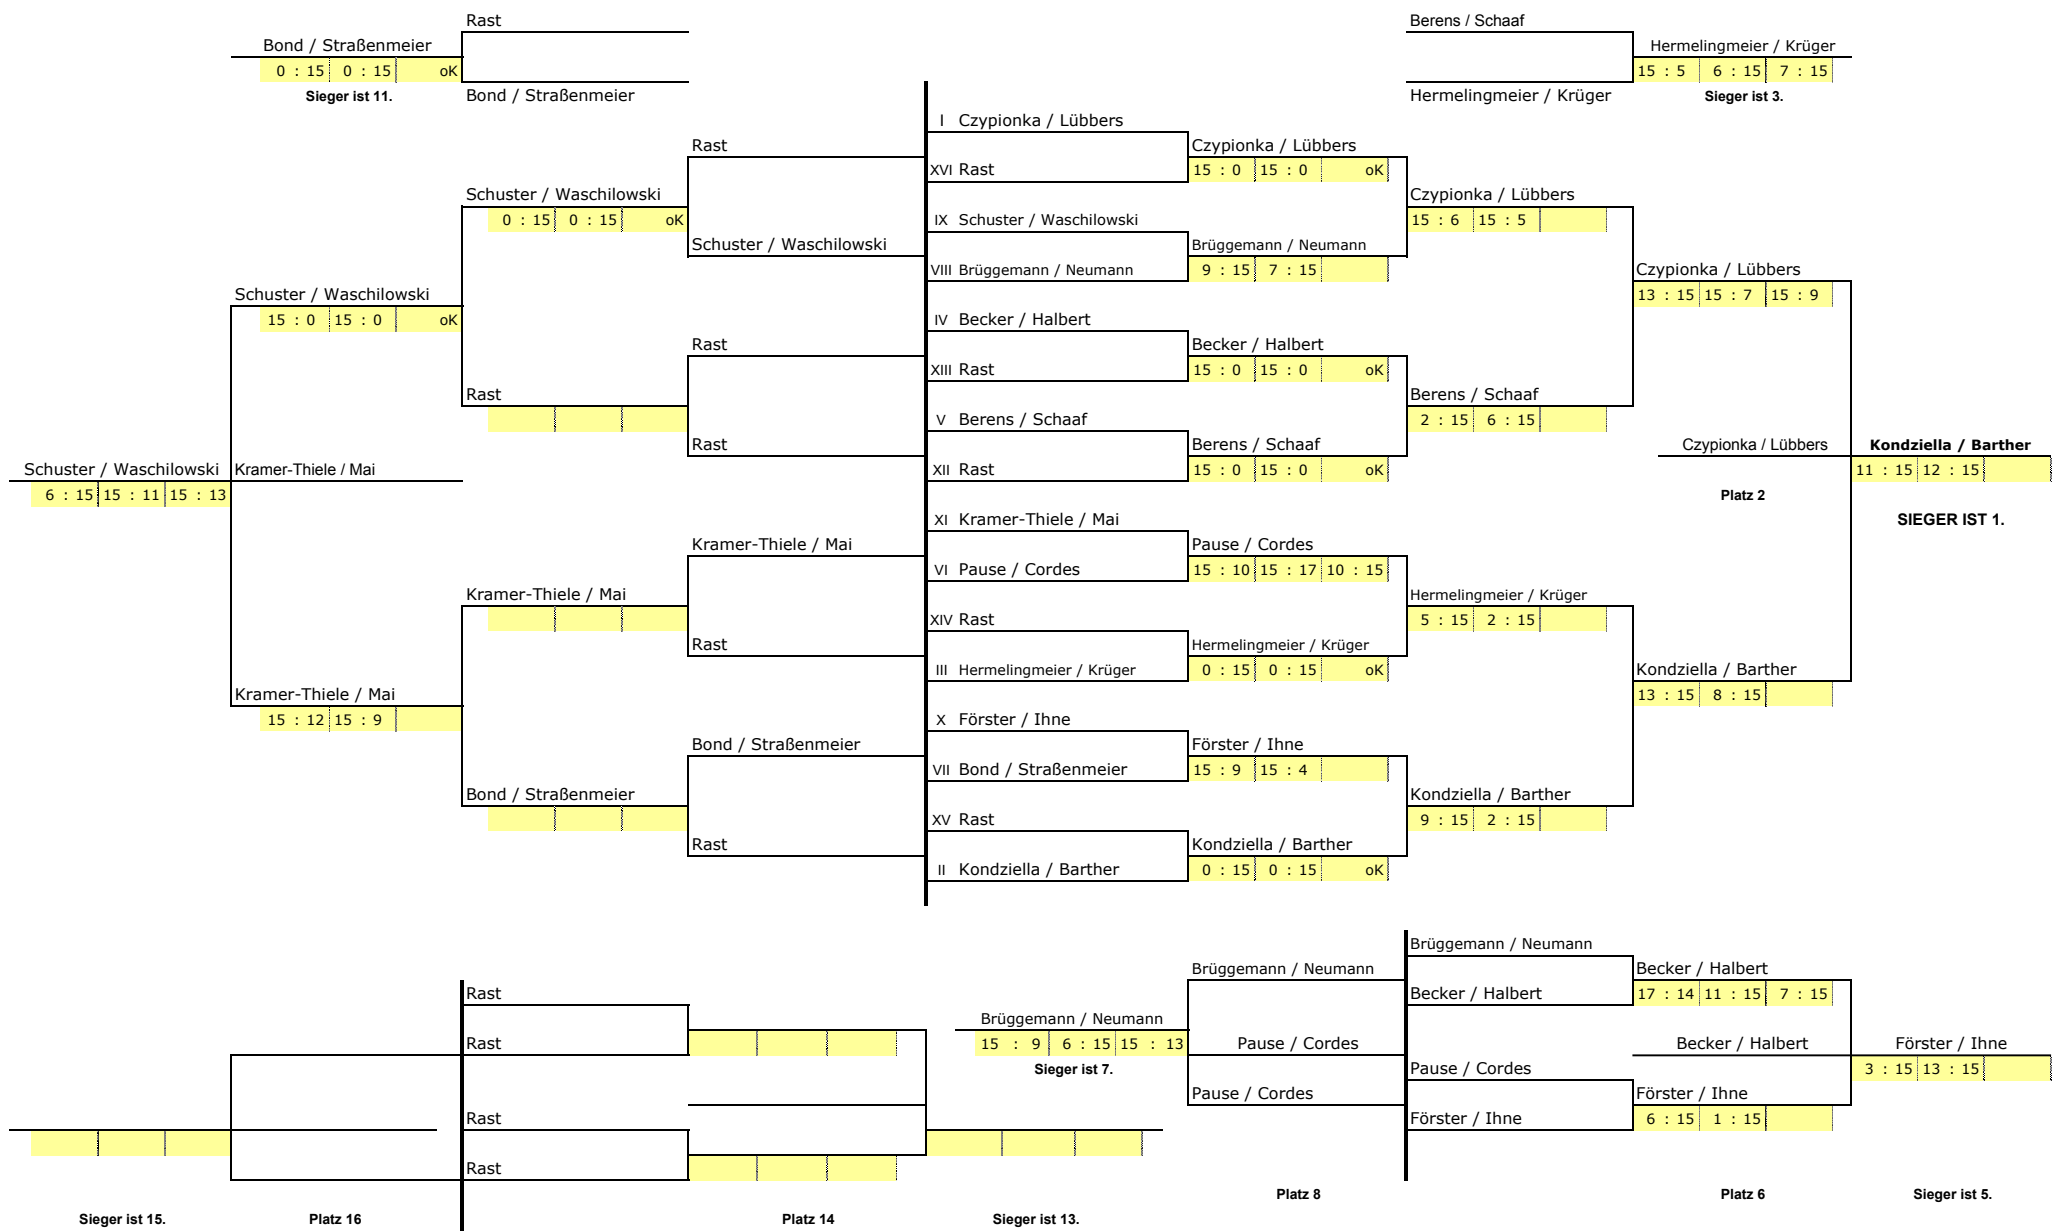 Rast Berens / Schaaf
Bond / Straßenmeier Hermelingmeier / Krüger
0 : 15 0 : 15 oK 15 : 5 6 : 15 7 : 15
Sieger ist 11. Bond / Straßenmeier Hermelingmeier / Krüger Sieger ist 3.
I Czypionka / Lübbers
Rast Czypionka / Lübbers
XVI Rast 15 : 0 15 : 0 oK
Schuster / Waschilowski Czypionka / Lübbers
0 : 15 0 : 15 oK IX Schuster / Waschilowski 15 : 6 15 : 5
Schuster / Waschilowski Brüggemann / Neumann
VIII Brüggemann / Neumann 9 : 15 7 : 15 Czypionka / Lübbers
Schuster / Waschilowski 13 : 15 15 : 7 15 : 9
15 : 0 15 : 0 oK IV Becker / Halbert
Rast Becker / Halbert
XIII Rast 15 : 0 15 : 0 oK
Rast Berens / Schaaf
V Berens / Schaaf 2 : 15 6 : 15
Rast Berens / Schaaf Czypionka / Lübbers Kondziella / Barther
Schuster / Waschilowski Kramer-Thiele / Mai XII Rast 15 : 0 15 : 0 oK 11 : 15 12 : 15
6 : 15 15 : 11 15 : 13 Platz 2
XI Kramer-Thiele / Mai SIEGER IST 1.
Kramer-Thiele / Mai Pause / Cordes
VI Pause / Cordes 15 : 10 15 : 17 10 : 15
Kramer-Thiele / Mai Hermelingmeier / Krüger
XIV Rast 5 : 15 2 : 15
Rast Hermelingmeier / Krüger
III Hermelingmeier / Krüger 0 : 15 0 : 15 oK Kondziella / Barther
Kramer-Thiele / Mai 13 : 15 8 : 15
15 : 12 15 : 9 X Förster / Ihne
Bond / Straßenmeier Förster / Ihne
VII Bond / Straßenmeier 15 : 9 15 : 4
Bond / Straßenmeier Kondziella / Barther
XV Rast 9 : 15 2 : 15
Rast Kondziella / Barther
II Kondziella / Barther 0 : 15 0 : 15 oK
Brüggemann / Neumann
Brüggemann / Neumann Becker / Halbert
Rast Becker / Halbert 17 : 14 11 : 15 7 : 15
Brüggemann / Neumann
Rast 15 : 9 6 : 15 15 : 13 Pause / Cordes Becker / Halbert Förster / Ihne
Sieger ist 7. Pause / Cordes 3 : 15 13 : 15
Pause / Cordes Förster / Ihne
Rast Förster / Ihne 6 : 15 1 : 15
Rast
Platz 8 Platz 6 Sieger ist 5.
Sieger ist 15. Platz 16 Platz 14 Sieger ist 13.